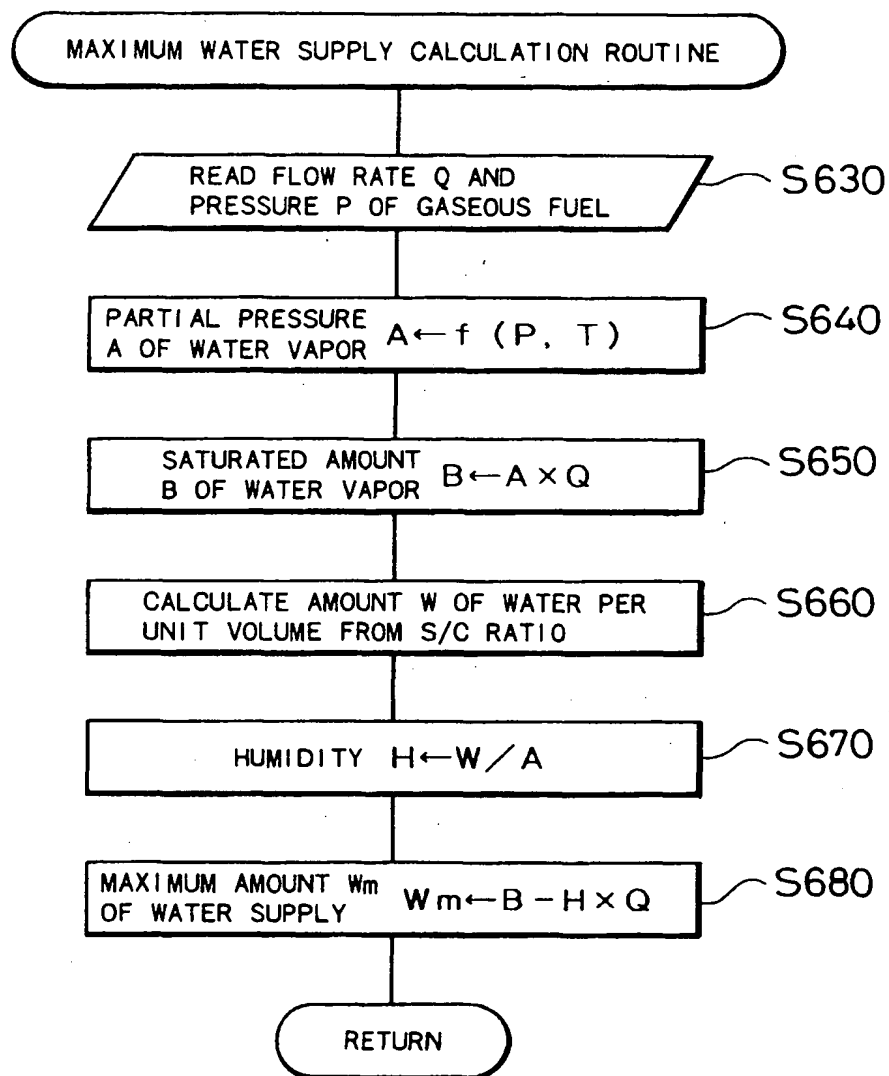 MAXIMUM WATER SUPPLY CALCULATION ROUTINE
READ FLOW RATE Q AND
PRESSURE P OF GASEOUS FUEL
S630
PARTIAL PRESSURE
A OF WATER VAPOR A←f (P, T)
S640
SATURATED AMOUNT
B OF WATER VAPOR B←A×Q
S650
CALCULATE AMOUNT W OF WATER PER
UNIT VOLUME FROM S/C RATIO
S660
HUMIDITY H←W/A
S670
MAXIMUM AMOUNT Wm
OF WATER SUPPLY Wm←B-H×Q
S680
RETURN